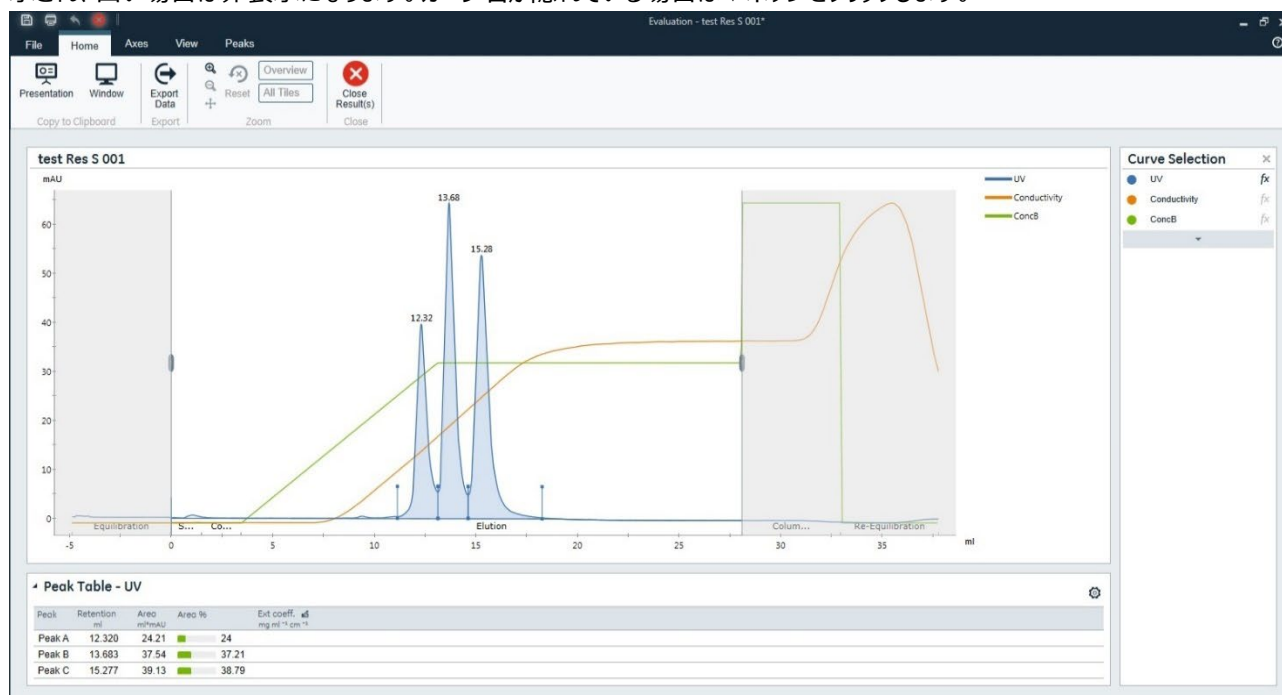 Evaluation - test Res S 001*
File Home Axes View Peaks
Presentation Window Export Data Reset Overview All Tiles Close Result(s)
Copy to Clipboard Export Zoom Close
test Res S 001
mAU
60
50
40
30
20
10
0
12.32
13.68
15.28
UV
Conductivity
ConcB
Equilibration S... Co... Elution Colum... Re-Equilibration
-5 0 5 10 15 20 25 30 35 ml
Curve Selection
UV fx
Conductivity fx
ConcB fx
Peak Table - UV
Peak Retention Area Area % Ext coeff.
ml ml*mAU mg ml⁻¹ cm⁻¹
Peak A 12.320 24.21 24
Peak B 13.683 37.54 37.21
Peak C 15.277 39.13 38.79